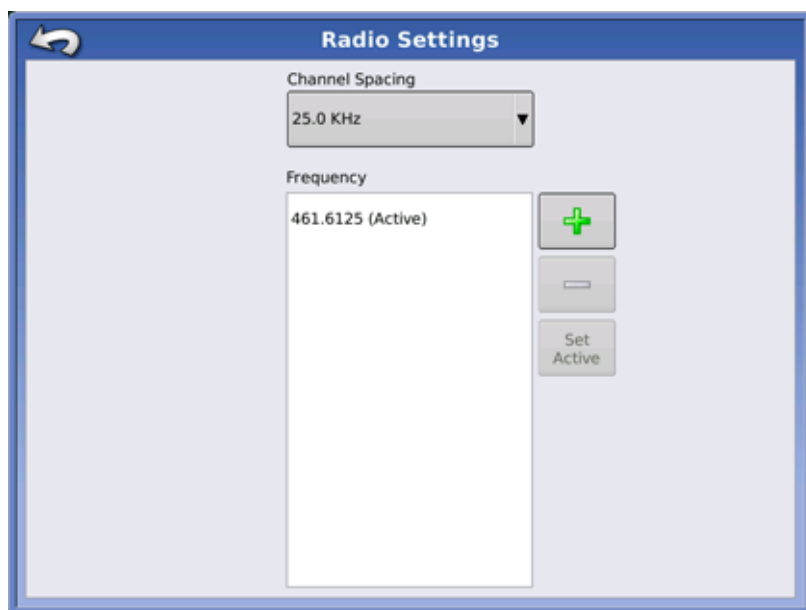 Radio Settings
Channel Spacing
25.0 KHz
Frequency
461.6125 (Active)
Set
Active